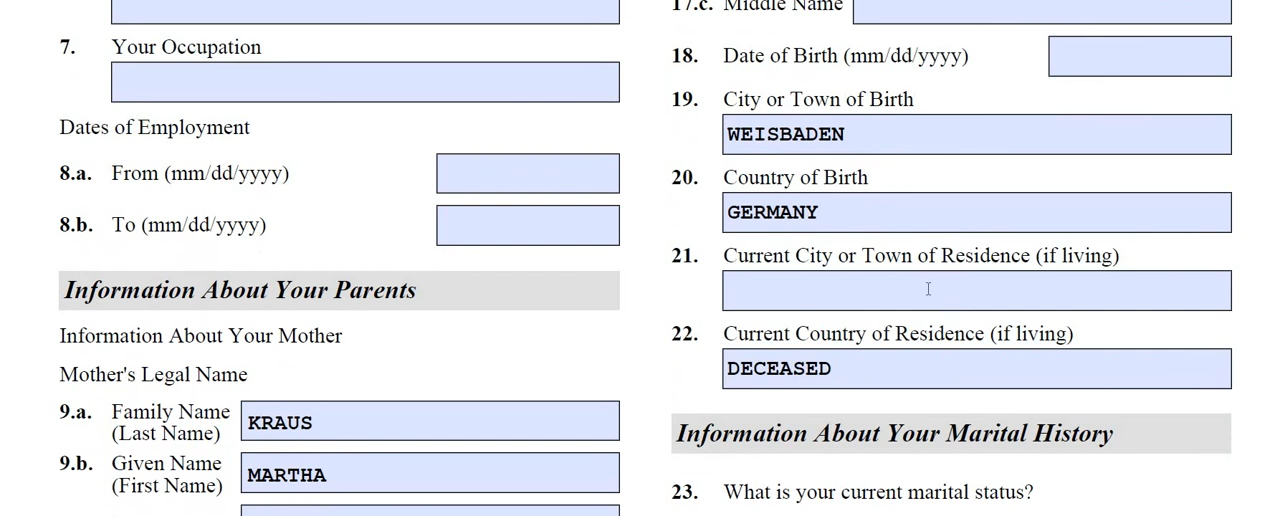 7. Your Occupation
Dates of Employment
8.a. From (mm/dd/yyyy)
8.b. To (mm/dd/yyyy)
Information About Your Parents
Information About Your Mother
Mother's Legal Name
9.a. Family Name
(Last Name)
KRAUS
9.b. Given Name
(First Name)
MARTHA
17.c. Middle Name
18. Date of Birth (mm/dd/yyyy)
19. City or Town of Birth
WEISBADEN
20. Country of Birth
GERMANY
21. Current City or Town of Residence (if living)
22. Current Country of Residence (if living)
DECEASED
Information About Your Marital History
23. What is your current marital status?